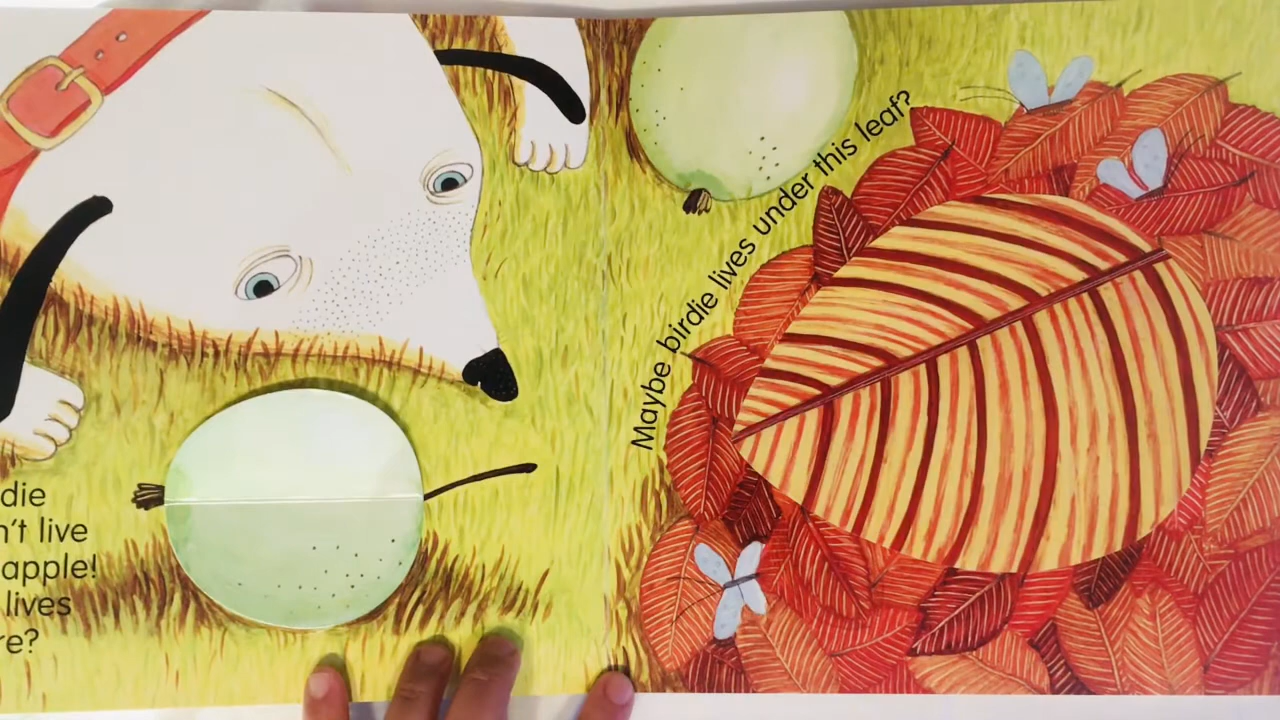 die
n't live
apple!
lives
re?
Maybe birdie lives under this leaf?